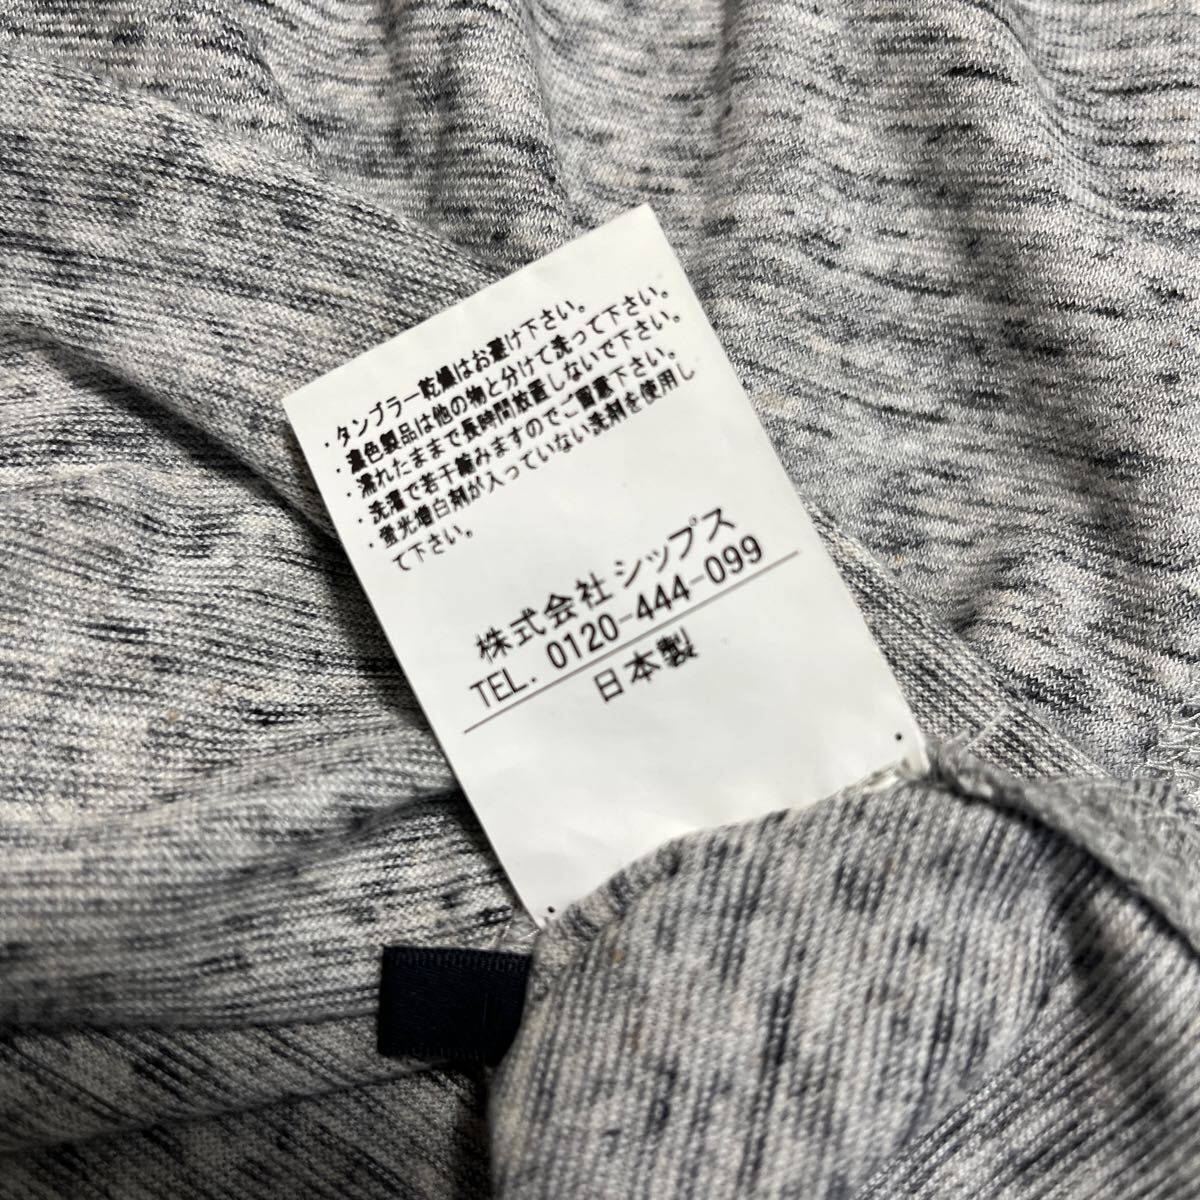 ・タンブラー乾燥はお避け下さい。
・濃色製品は他の物と分けて洗って下さい。
・濡れたままで長時間放置しないで下さい。
・洗濯で若干縮みますのでご留意下さい。
・蛍光増白剤が入っていない洗剤を使用し
て下さい。
株式会社 シップス
TEL. 0120-444-099
日本製